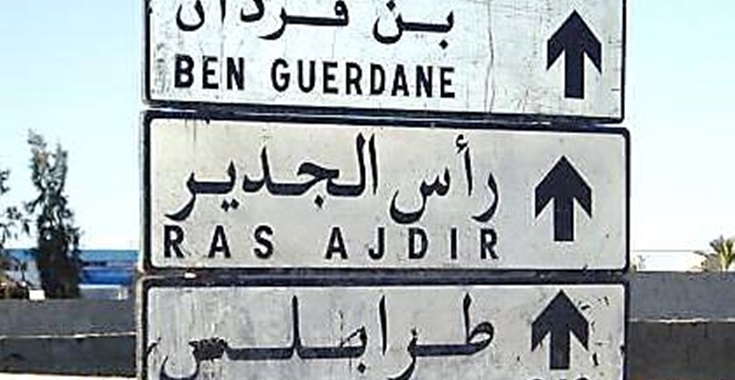 بن قردان
BEN GUERDANE
رأس الجدير
RAS AJDIR
طرابلس